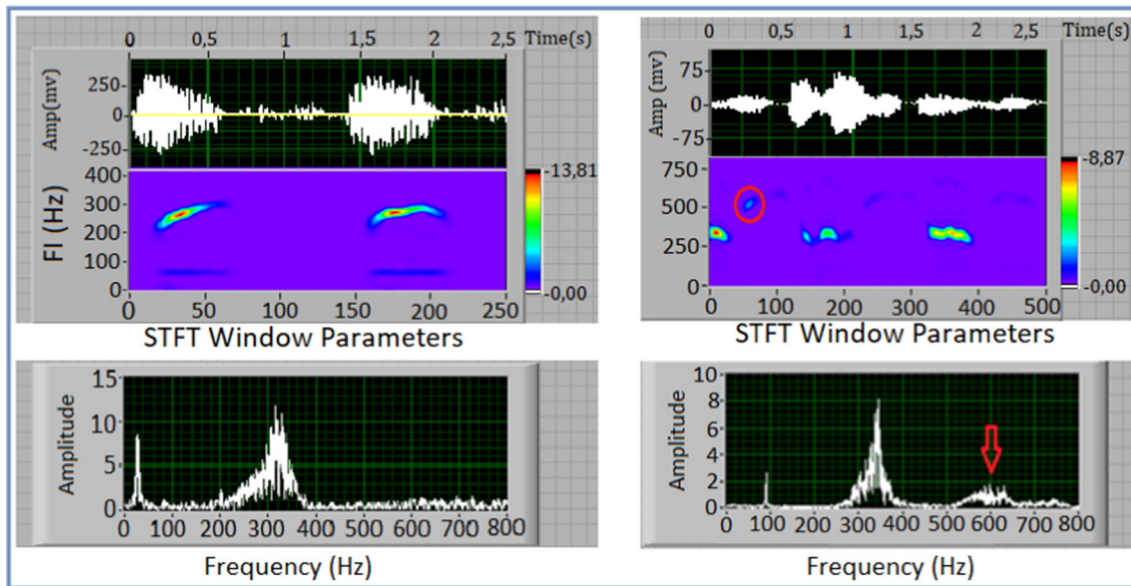 0 0,5 1 1,5 2 2,5 Time(s)
Amp(mv)
250
0
-250
-13,81
-0,00
FI (Hz)
400
300
200
100
0
0 50 100 150 200 250
STFT Window Parameters
Amplitude
15
10
5
0
0 100 200 300 400 500 600 700 800
Frequency (Hz)
0 0,5 1 1,5 2 2,5 Time(s)
Amp (mv)
75
0
-75
-8,87
-0,00
750
500
250
0
0 100 200 300 400 500
STFT Window Parameters
Amplitude
10
8
6
4
2
0
0 100 200 300 400 500 600 700 800
Frequency (Hz)